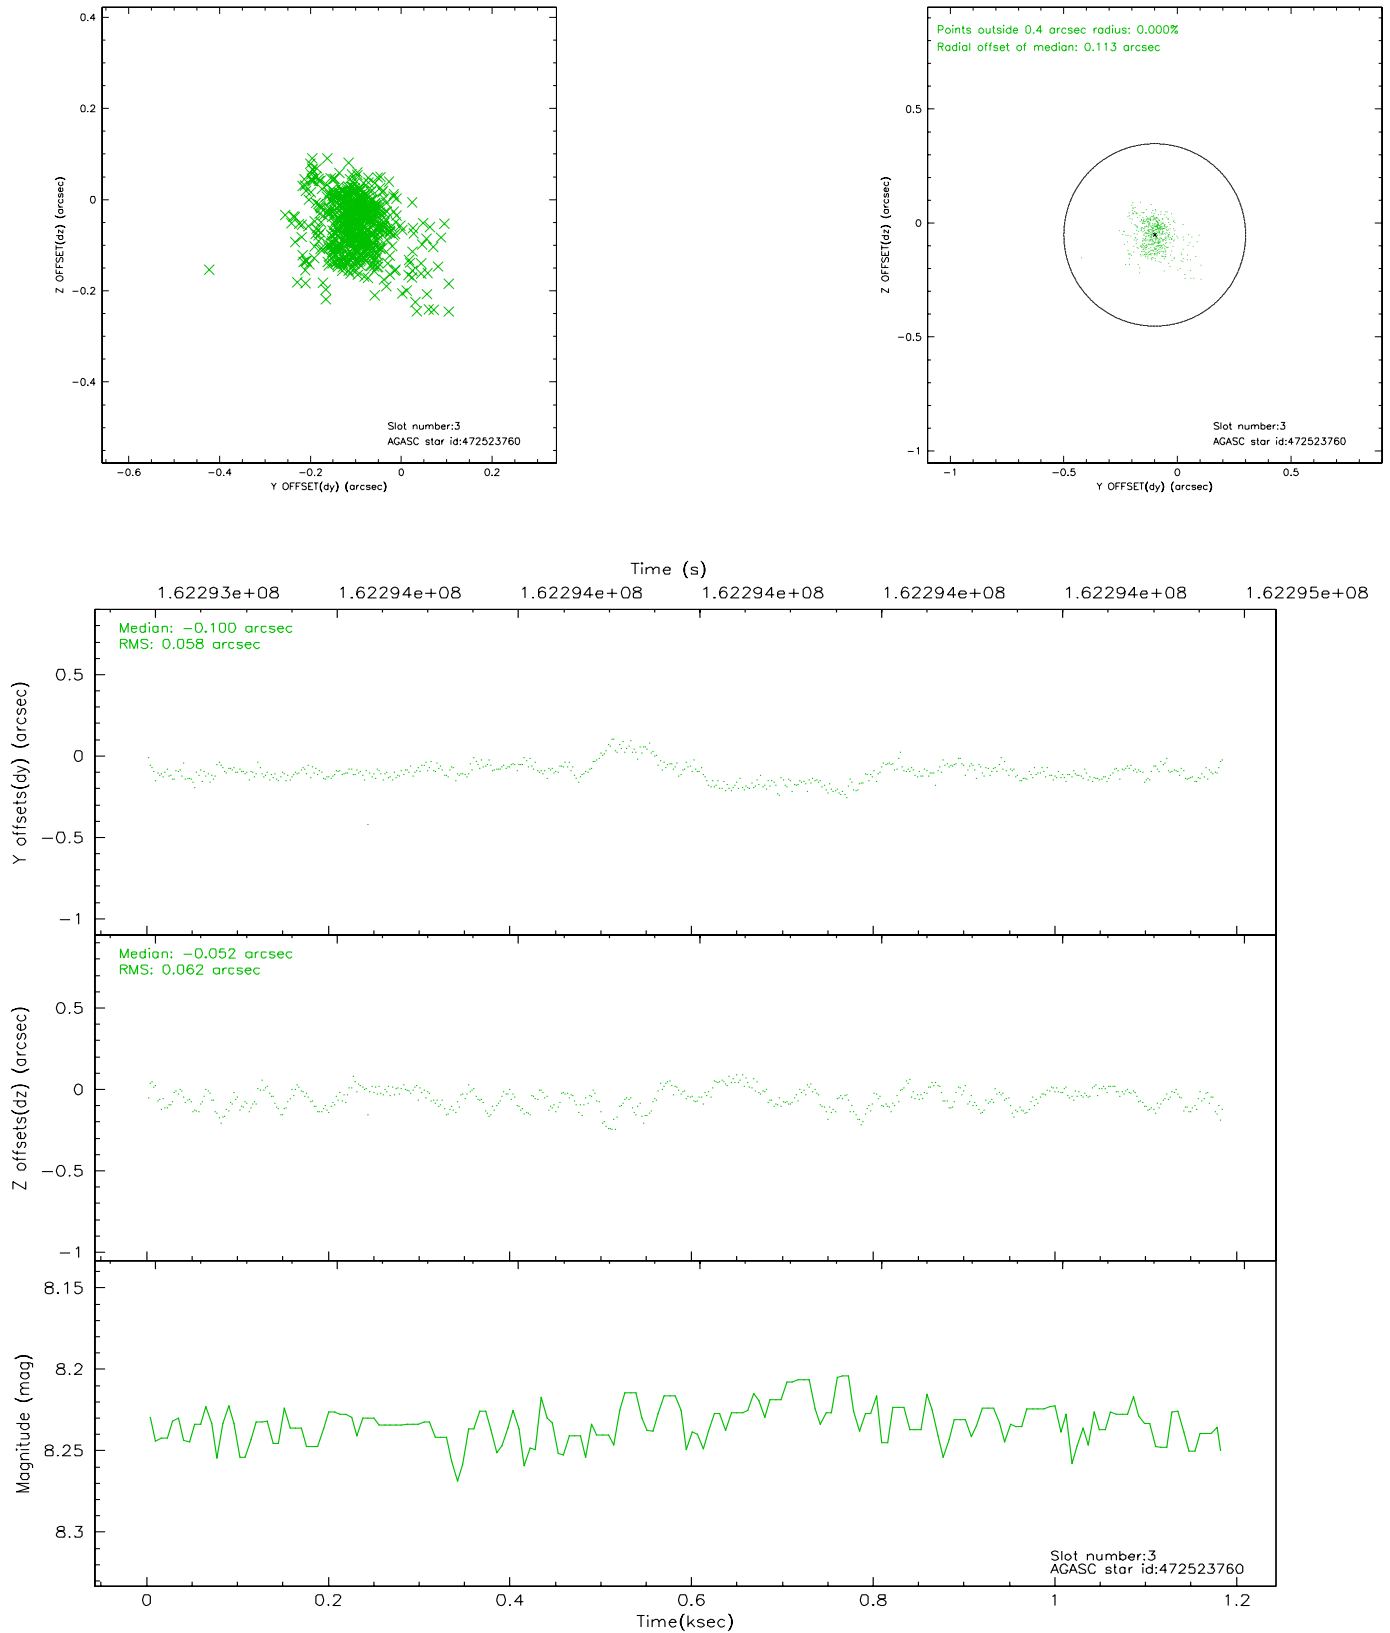 0.4
0.2
0
−0.2
−0.4
Z OFFSET(dz) (arcsec)
−0.6
−0.4
−0.2
0
0.2
Y OFFSET(dy) (arcsec)
Slot number:3
AGASC star id:472523760
Points outside 0.4 arcsec radius: 0.000%
Radial offset of median: 0.113 arcsec
0.5
0
−0.5
−1
Z OFFSET(dz) (arcsec)
−1
−0.5
0
0.5
Y OFFSET(dy) (arcsec)
Slot number:3
AGASC star id:472523760
Time (s)
1.62293e+08
1.62294e+08
1.62294e+08
1.62294e+08
1.62294e+08
1.62294e+08
1.62295e+08
Median: −0.100 arcsec
RMS: 0.058 arcsec
0.5
0
−0.5
−1
Y offsets(dy) (arcsec)
Median: −0.052 arcsec
RMS: 0.062 arcsec
0.5
0
−0.5
−1
Z offsets(dz) (arcsec)
8.15
8.2
8.25
8.3
Magnitude (mag)
Slot number:3
AGASC star id:472523760
0
0.2
0.4
0.6
0.8
1.0
1.2
Time(ksec)